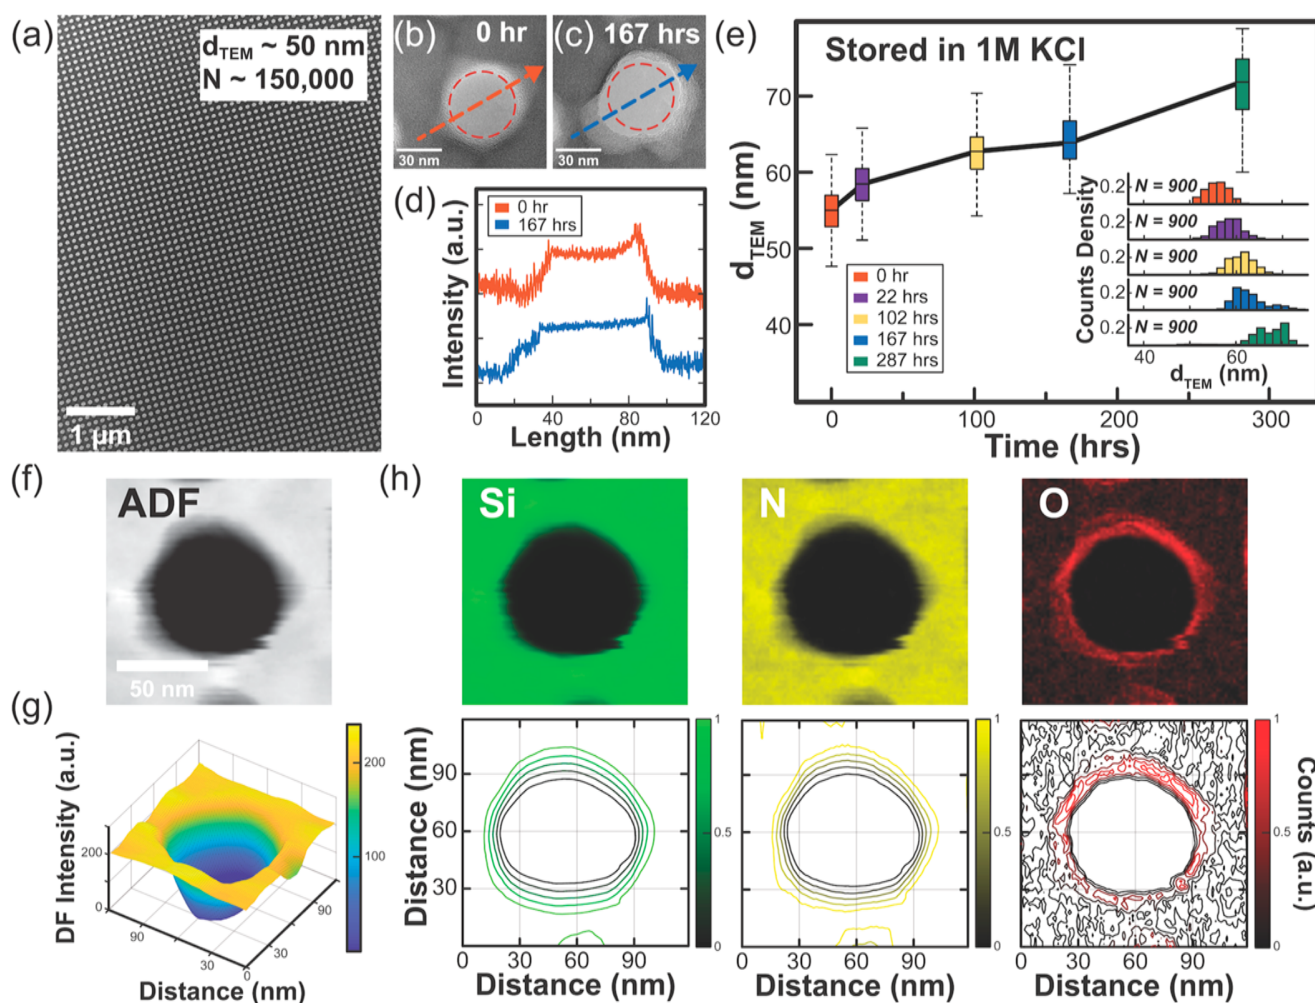 (a)
d_TEM ~ 50 nm
N ~ 150,000
1 μm
(b)
0 hr
30 nm
(c)
167 hrs
30 nm
(d)
Intensity (a.u.)
0 hr
167 hrs
0 40 80 120
Length (nm)
(e)
Stored in 1M KCl
d_TEM (nm)
70
60
50
40
0 hr
22 hrs
102 hrs
167 hrs
287 hrs
0 100 200 300
Time (hrs)
Counts Density
0.2 N = 900
0.2 N = 900
0.2 N = 900
0.2 N = 900
0.2 N = 900
40 60
d_TEM (nm)
(f)
ADF
50 nm
(g)
DF Intensity (a.u.)
200
0
90
30
0
30
90
Distance (nm)
200
100
(h)
Si
N
O
Distance (nm)
90
60
30
0 30 60 90
Distance (nm)
1
0.5
0
0 30 60 90
Distance (nm)
1
0.5
0
0 30 60 90
Distance (nm)
1
0.5
0
Counts (a.u.)